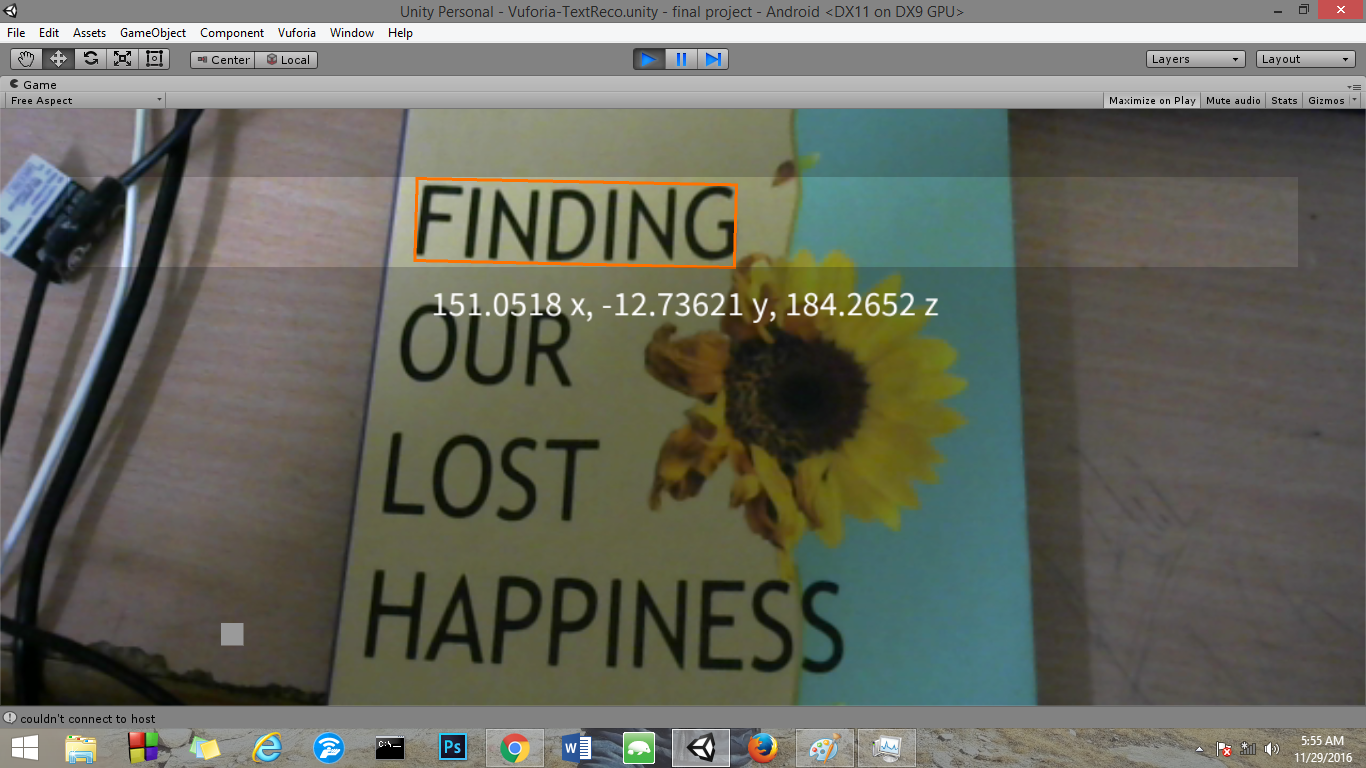 Unity Personal - Vuforia-TextReco.unity - final project - Android <DX11 on DX9 GPU>
File Edit Assets GameObject Component Vuforia Window Help
Center Local Layers Layout
Game
Free Aspect Maximize on Play Mute audio Stats Gizmos
FINDING
151.0518 x, -12.73621 y, 184.2652 z
OUR
LOST
HAPPINESS
couldn't connect to host
5:55 AM
11/29/2016